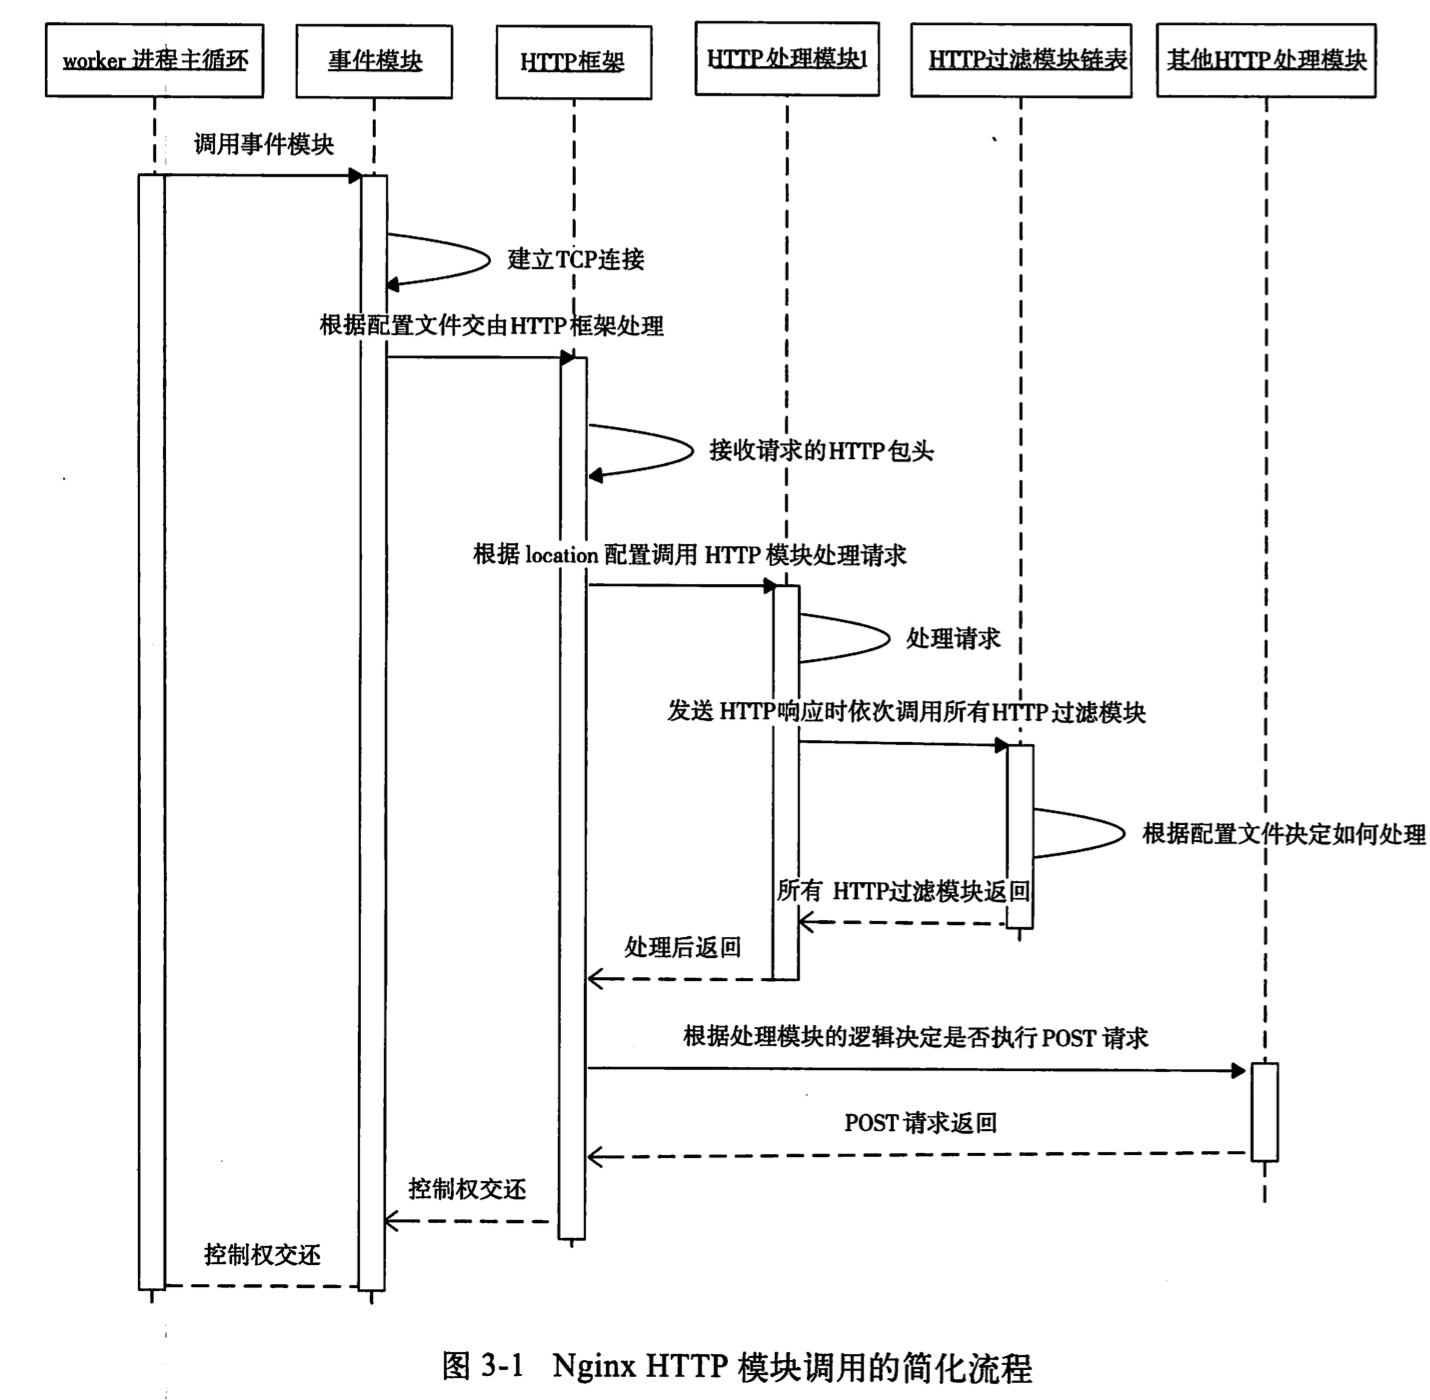 worker 进程主循环
事件模块
HTTP框架
HTTP处理模块1
HTTP过滤模块链表
其他HTTP处理模块
调用事件模块
建立TCP连接
根据配置文件交由HTTP框架处理
接收请求的HTTP包头
根据 location 配置调用 HTTP 模块处理请求
处理请求
发送 HTTP响应时依次调用所有HTTP过滤模块
根据配置文件决定如何处理
所有 HTTP过滤模块返回
处理后返回
根据处理模块的逻辑决定是否执行 POST 请求
POST 请求返回
控制权交还
控制权交还
图 3-1 Nginx HTTP 模块调用的简化流程